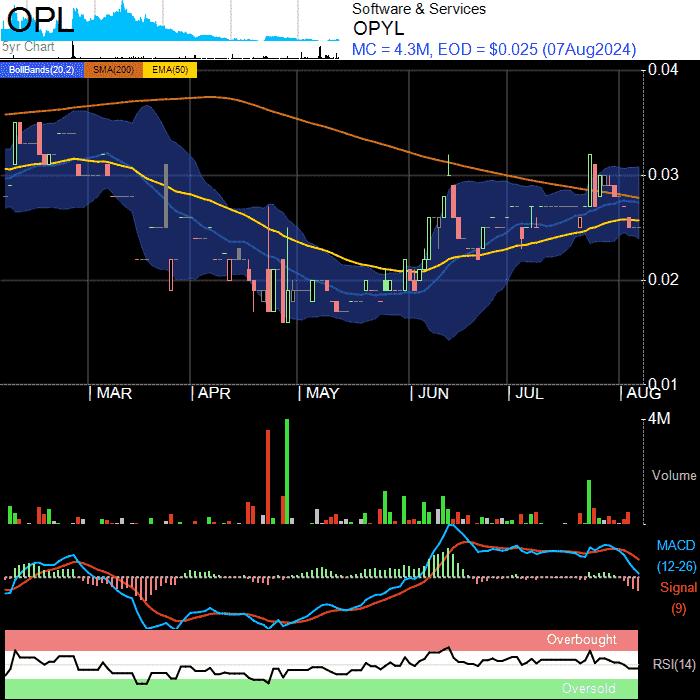 OPL
5yr Chart
Software & Services
OPYL
MC = 4.3M, EOD = $0.025 (07Aug2024)
BollBands(20,2) SMA(200) EMA(50)
0.04
0.03
0.02
0.01
MAR APR MAY JUN JUL AUG
4M
Volume
MACD
(12-26)
Signal
(9)
Overbought
RSI(14)
Oversold